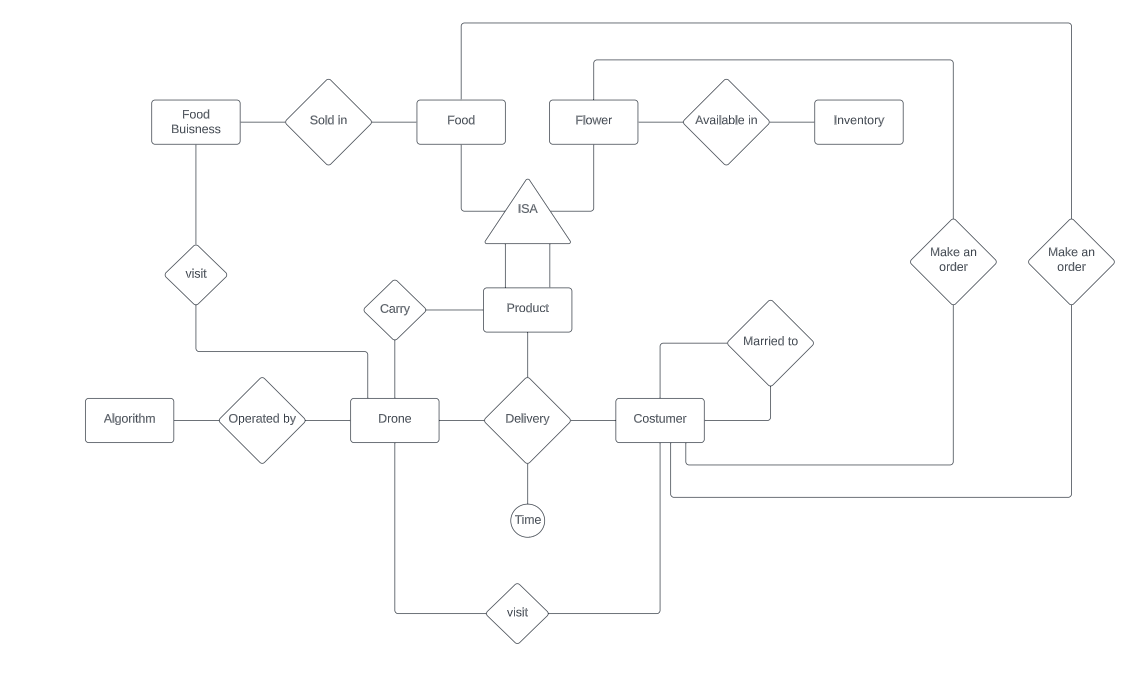 Food
Buisness
Sold in
Food
Flower
Available in
Inventory
ISA
Make an
order
Make an
order
visit
Carry
Product
Married to
Algorithm
Operated by
Drone
Delivery
Costumer
Time
visit